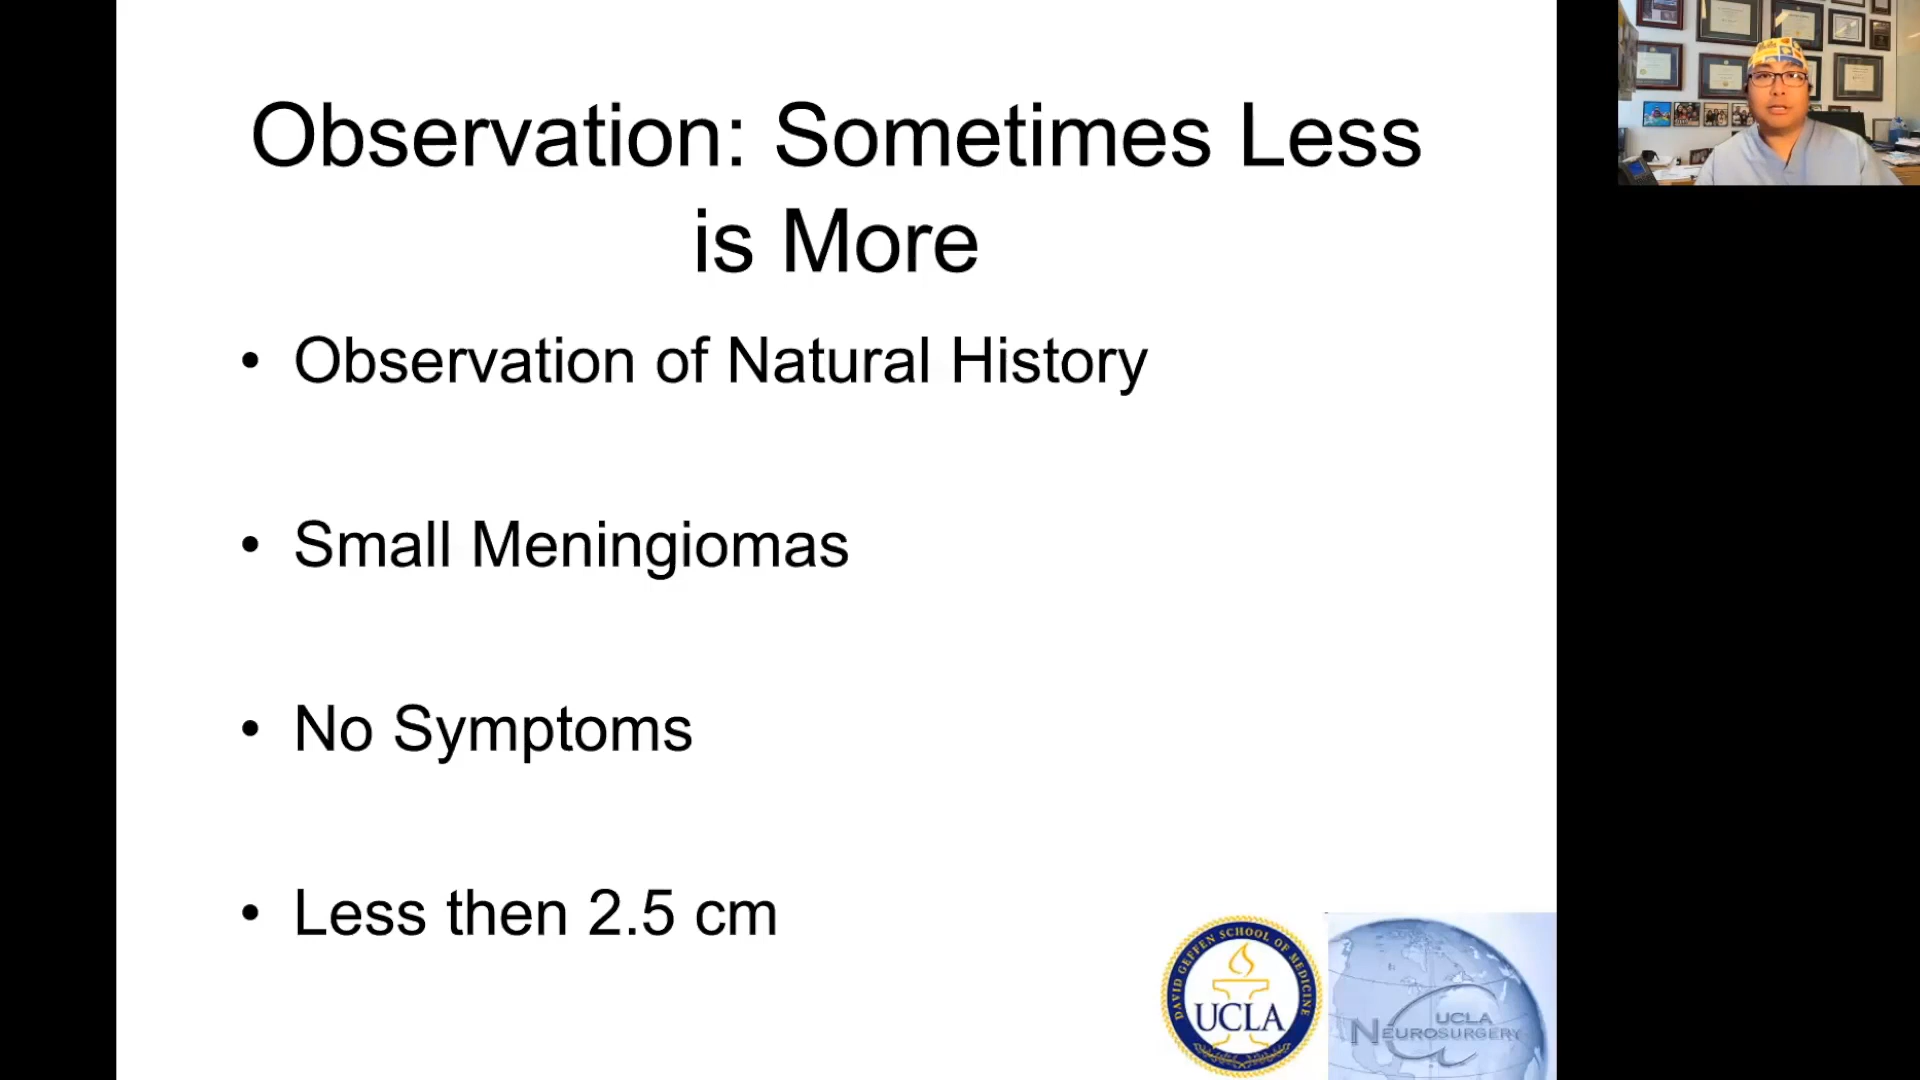 Observation: Sometimes Less
is More
• Observation of Natural History
• Small Meningiomas
• No Symptoms
• Less then 2.5 cm
DAVID GEFFEN SCHOOL OF MEDICINE
UCLA
UCLA
NEUROSURGERY